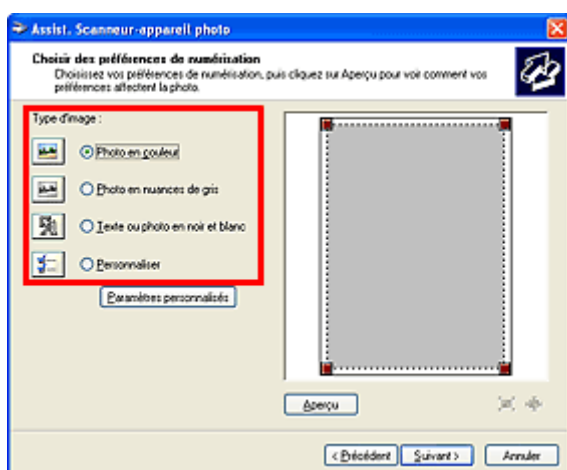 Assist. Scanneur-appareil photo
Choisir des préférences de numérisation
Choisissez vos préférences de numérisation, puis cliquez sur Aperçu pour voir comment vos
préférences affectent la photo.
Type d'image :
Photo en couleur
Photo en nuances de gris
Texte ou photo en noir et blanc
Personnaliser
Paramètres personnalisés
Aperçu
< Précédent
Suivant >
Annuler